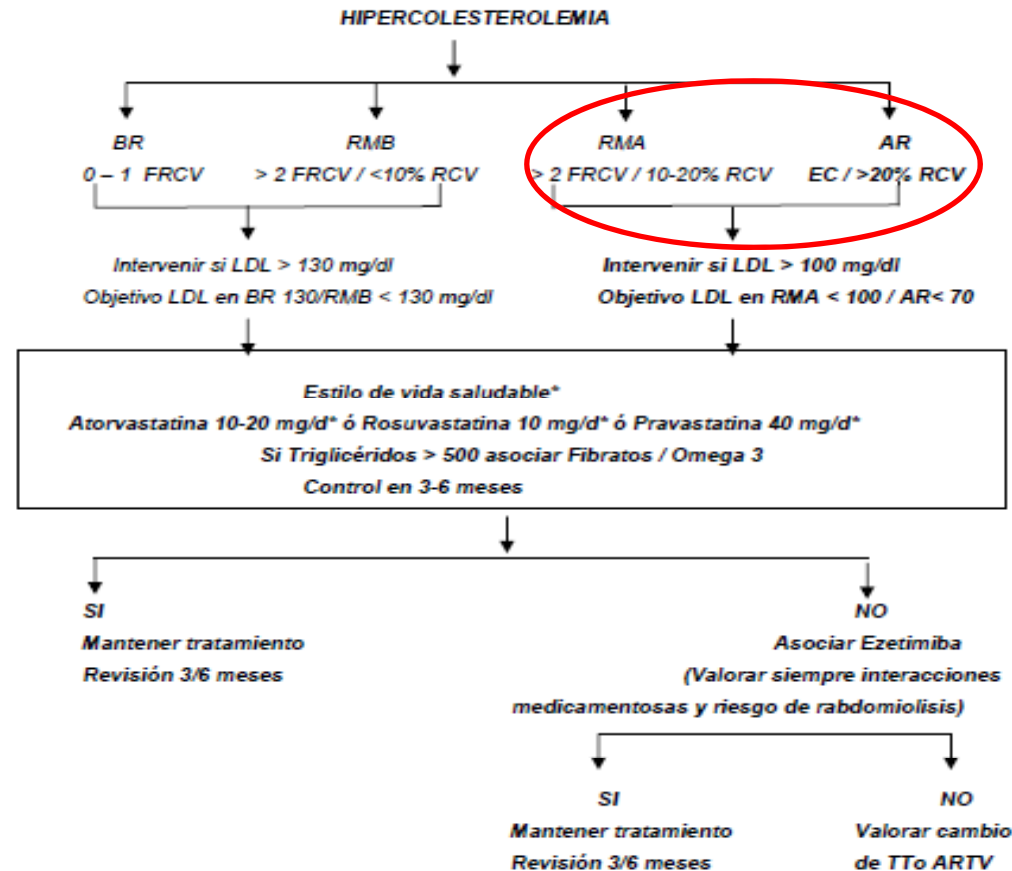 HIPERCOLESTEROLEMIA
BR RMB RMA AR
0 – 1 FRCV > 2 FRCV / <10% RCV > 2 FRCV / 10-20% RCV EC / >20% RCV
Intervenir si LDL > 130 mg/dl
Objetivo LDL en BR 130/RMB < 130 mg/dl
Intervenir si LDL > 100 mg/dl
Objetivo LDL en RMA < 100 / AR< 70
Estilo de vida saludable*
Atorvastatina 10-20 mg/d* ó Rosuvastatina 10 mg/d* ó Pravastatina 40 mg/d*
Si Triglicéridos > 500 asociar Fibratos / Omega 3
Control en 3-6 meses
SI
Mantener tratamiento
Revisión 3/6 meses
NO
Asociar Ezetimiba
(Valorar siempre interacciones
medicamentosas y riesgo de rabdomiolisis)
SI
Mantener tratamiento
Revisión 3/6 meses
NO
Valorar cambio
de TTo ARTV